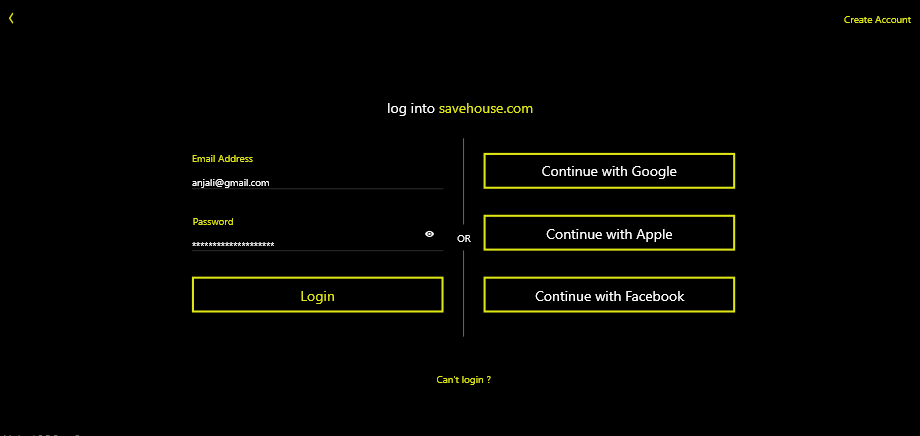 Create Account
log into savehouse.com
Email Address
anjali@gmail.com
Password
********************
Login
OR
Continue with Google
Continue with Apple
Continue with Facebook
Can't login ?